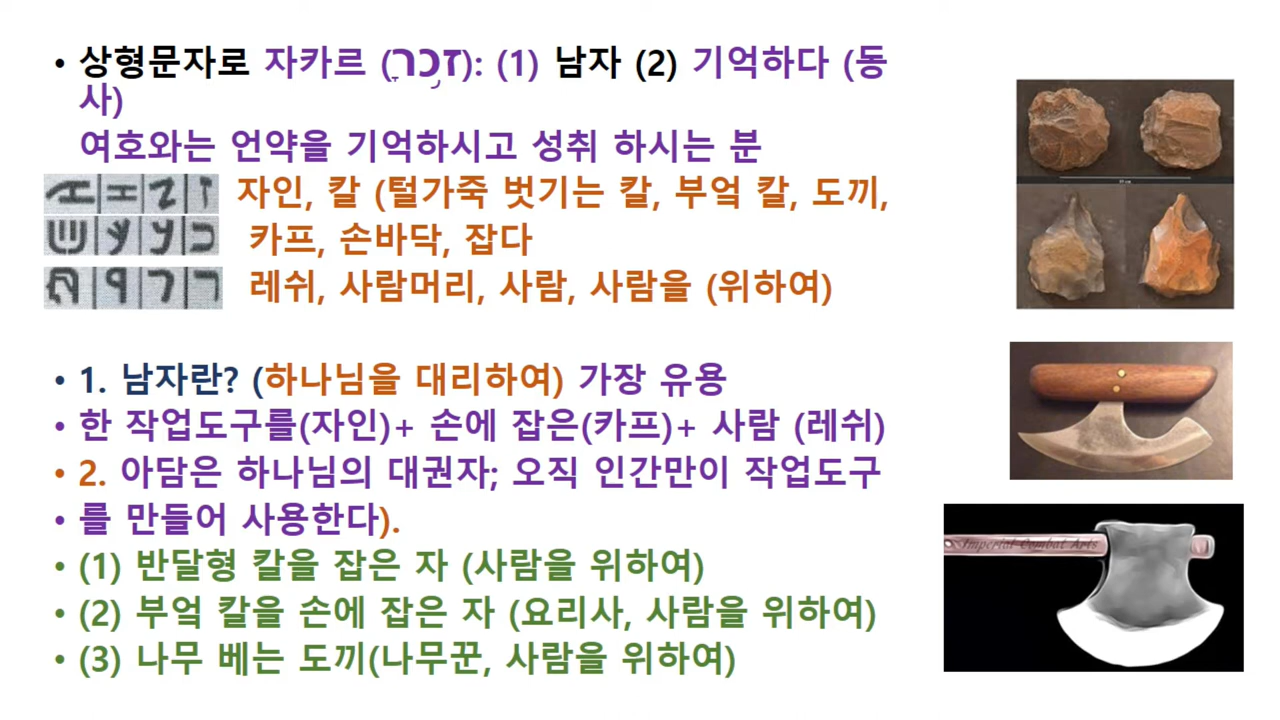 • 상형문자로 자카르 (זכר): (1) 남자 (2) 기억하다 (동
사)
여호와는 언약을 기억하시고 성취 하시는 분
자인, 칼 (털가죽 벗기는 칼, 부엌 칼, 도끼,
카프, 손바닥, 잡다
레쉬, 사람머리, 사람, 사람을 (위하여)
• 1. 남자란? (하나님을 대리하여) 가장 유용
• 한 작업도구를(자인)+ 손에 잡은(카프)+ 사람 (레쉬)
• 2. 아담은 하나님의 대권자; 오직 인간만이 작업도구
• 를 만들어 사용한다).
• (1) 반달형 칼을 잡은 자 (사람을 위하여)
• (2) 부엌 칼을 손에 잡은 자 (요리사, 사람을 위하여)
• (3) 나무 베는 도끼(나무꾼, 사람을 위하여)
Imperial Combat Arts